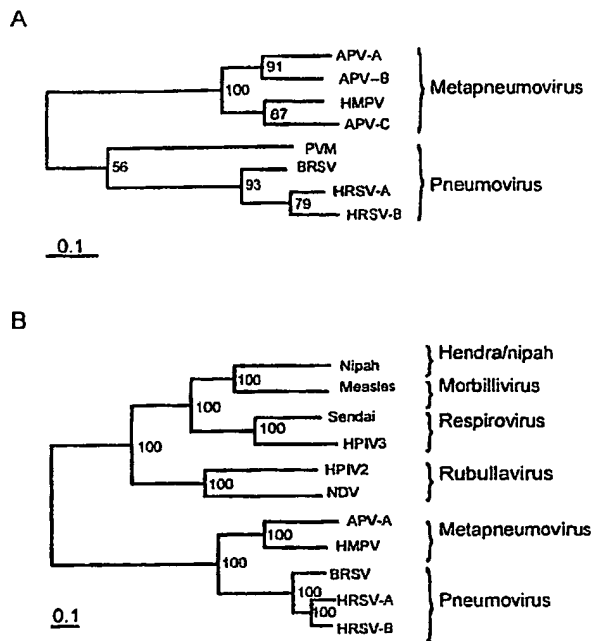 A
APV-A
91
APV-B
100
Metapneumovirus
HMPV
87
APV-C
PVM
56
BRSV
93
Pneumovirus
HRSV-A
79
HRSV-B
0.1
B
Hendra/nipah
Nipah
100
Measles
Morbillivirus
100
Sendai
Respirovirus
100
HPIV3
100
HPIV2
100
Rubullavirus
NDV
APV-A
100
Metapneumovirus
HMPV
100
BRSV
100
HRSV-A
Pneumovirus
100
HRSV-B
0.1